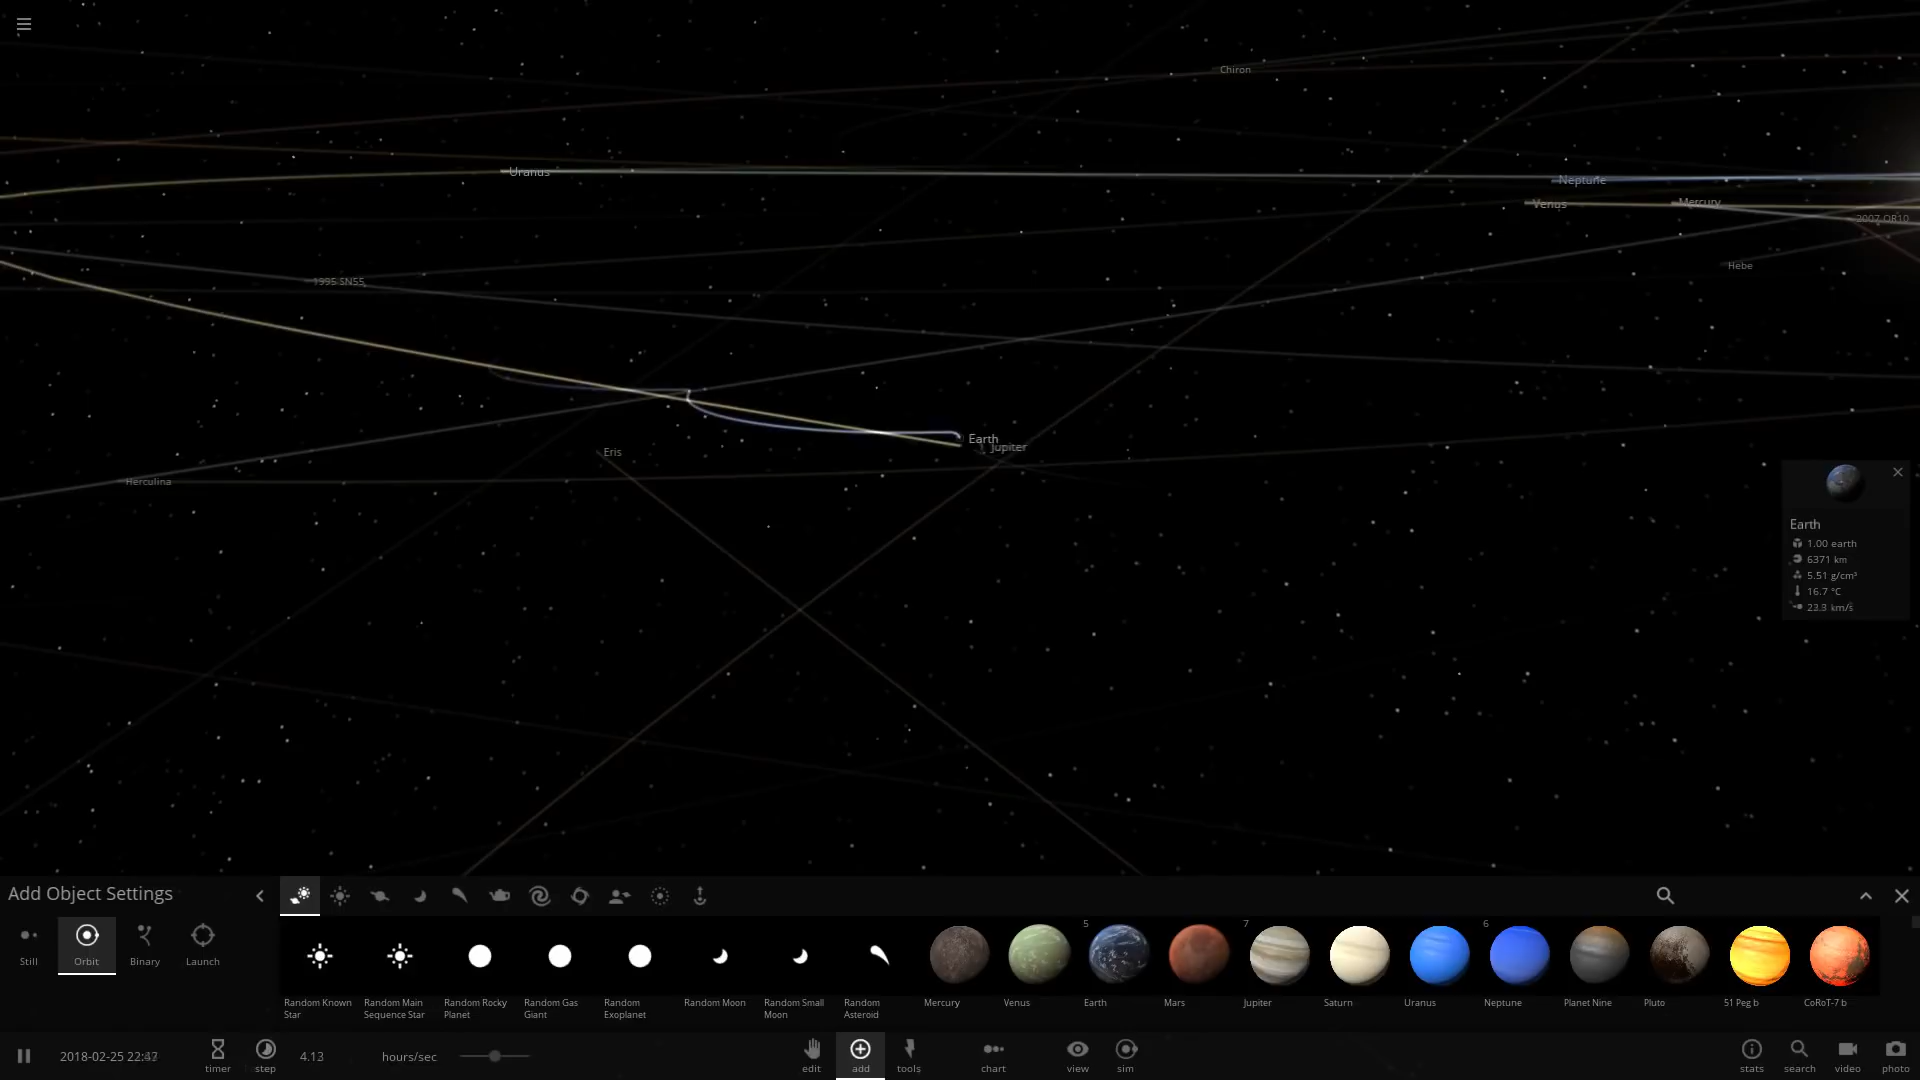 Chiron
Uranus
Neptune
Venus
Mercury
2007 OR10
Hebe
1995 SN55
Earth
Jupiter
Eris
Herculina
Earth
1.00 earth
6371 km
5.51 g/cm³
16.7 °C
23.3 km/s
Add Object Settings
Still
Orbit
Binary
Launch
5
7
6
Random Known
Star
Random Main
Sequence Star
Random Rocky
Planet
Random Gas
Giant
Random
Exoplanet
Random Moon
Random Small
Moon
Random
Asteroid
Mercury
Venus
Earth
Mars
Jupiter
Saturn
Uranus
Neptune
Planet Nine
Pluto
51 Peg b
CoRoT-7 b
2018-02-25
timer
step
4.13
hours/sec
edit
add
tools
chart
view
sim
stats
search
video
photo